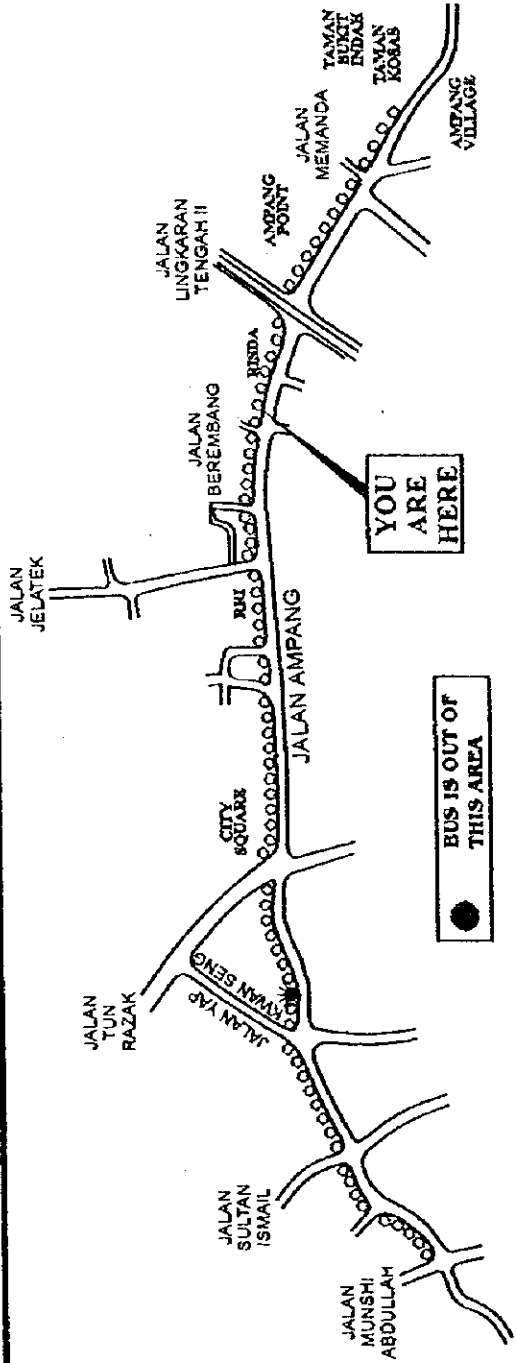 JALAN
MUNSHI
ABDULLAH
JALAN
SULTAN
ISMAIL
JALAN
TUN
RAZAK
JALAN YAP
KWAN SENG
CITY
SQUARE
JALAN AMPANG
RRI
JALAN
JELATEK
JALAN
BEREMBANG
RISDA
JALAN
LINGKARAN
TENGAH II
AMPANG
POINT
JALAN
MEMANDA
TAMAN
BUKIT
INDAH
TAMAN
KOSAS
AMPANG
VILLAGE
YOU
ARE
HERE
BUS IS OUT OF
THIS AREA